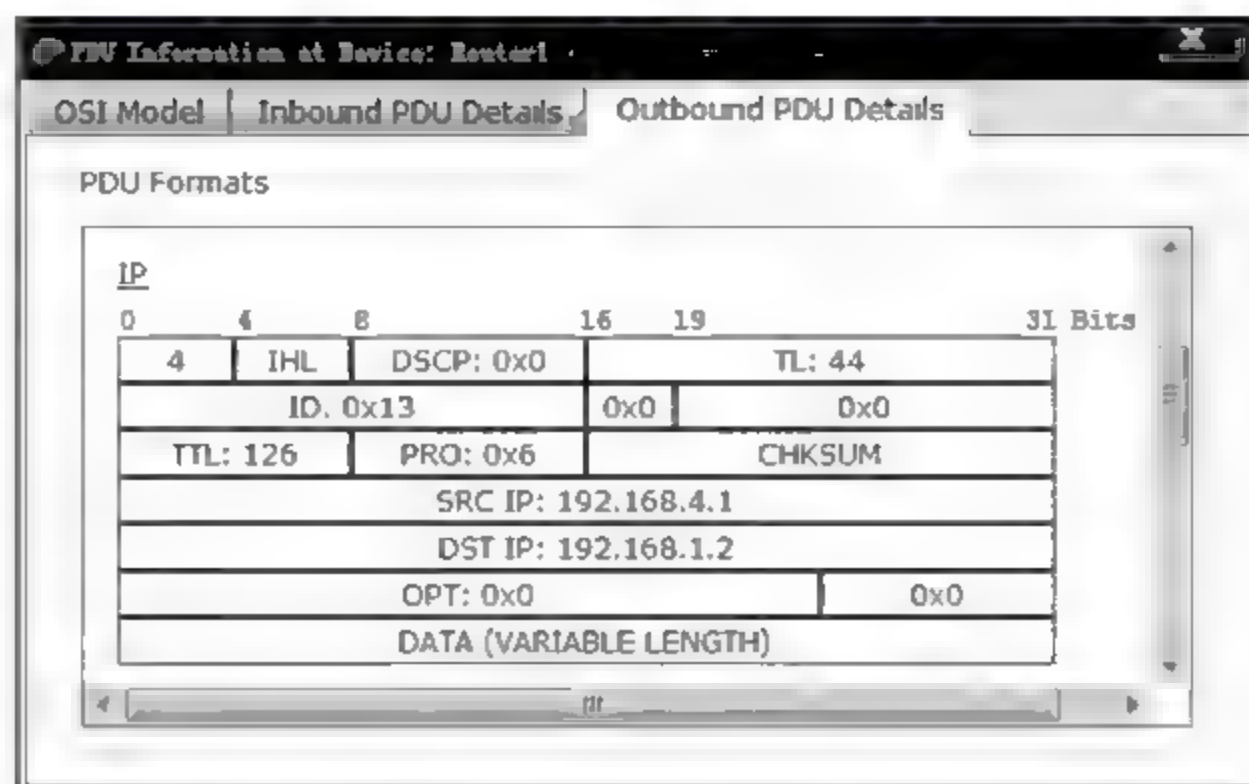 PDU Information at Device: Router1
OSI Model Inbound PDU Details Outbound PDU Details
PDU Formats
IP
0 4 8 16 19 31 Bits
4 IHL DSCP: 0x0 TL: 44
ID. 0x13 0x0 0x0
TTL: 126 PRO: 0x6 CHKSUM
SRC IP: 192.168.4.1
DST IP: 192.168.1.2
OPT: 0x0 0x0
DATA (VARIABLE LENGTH)